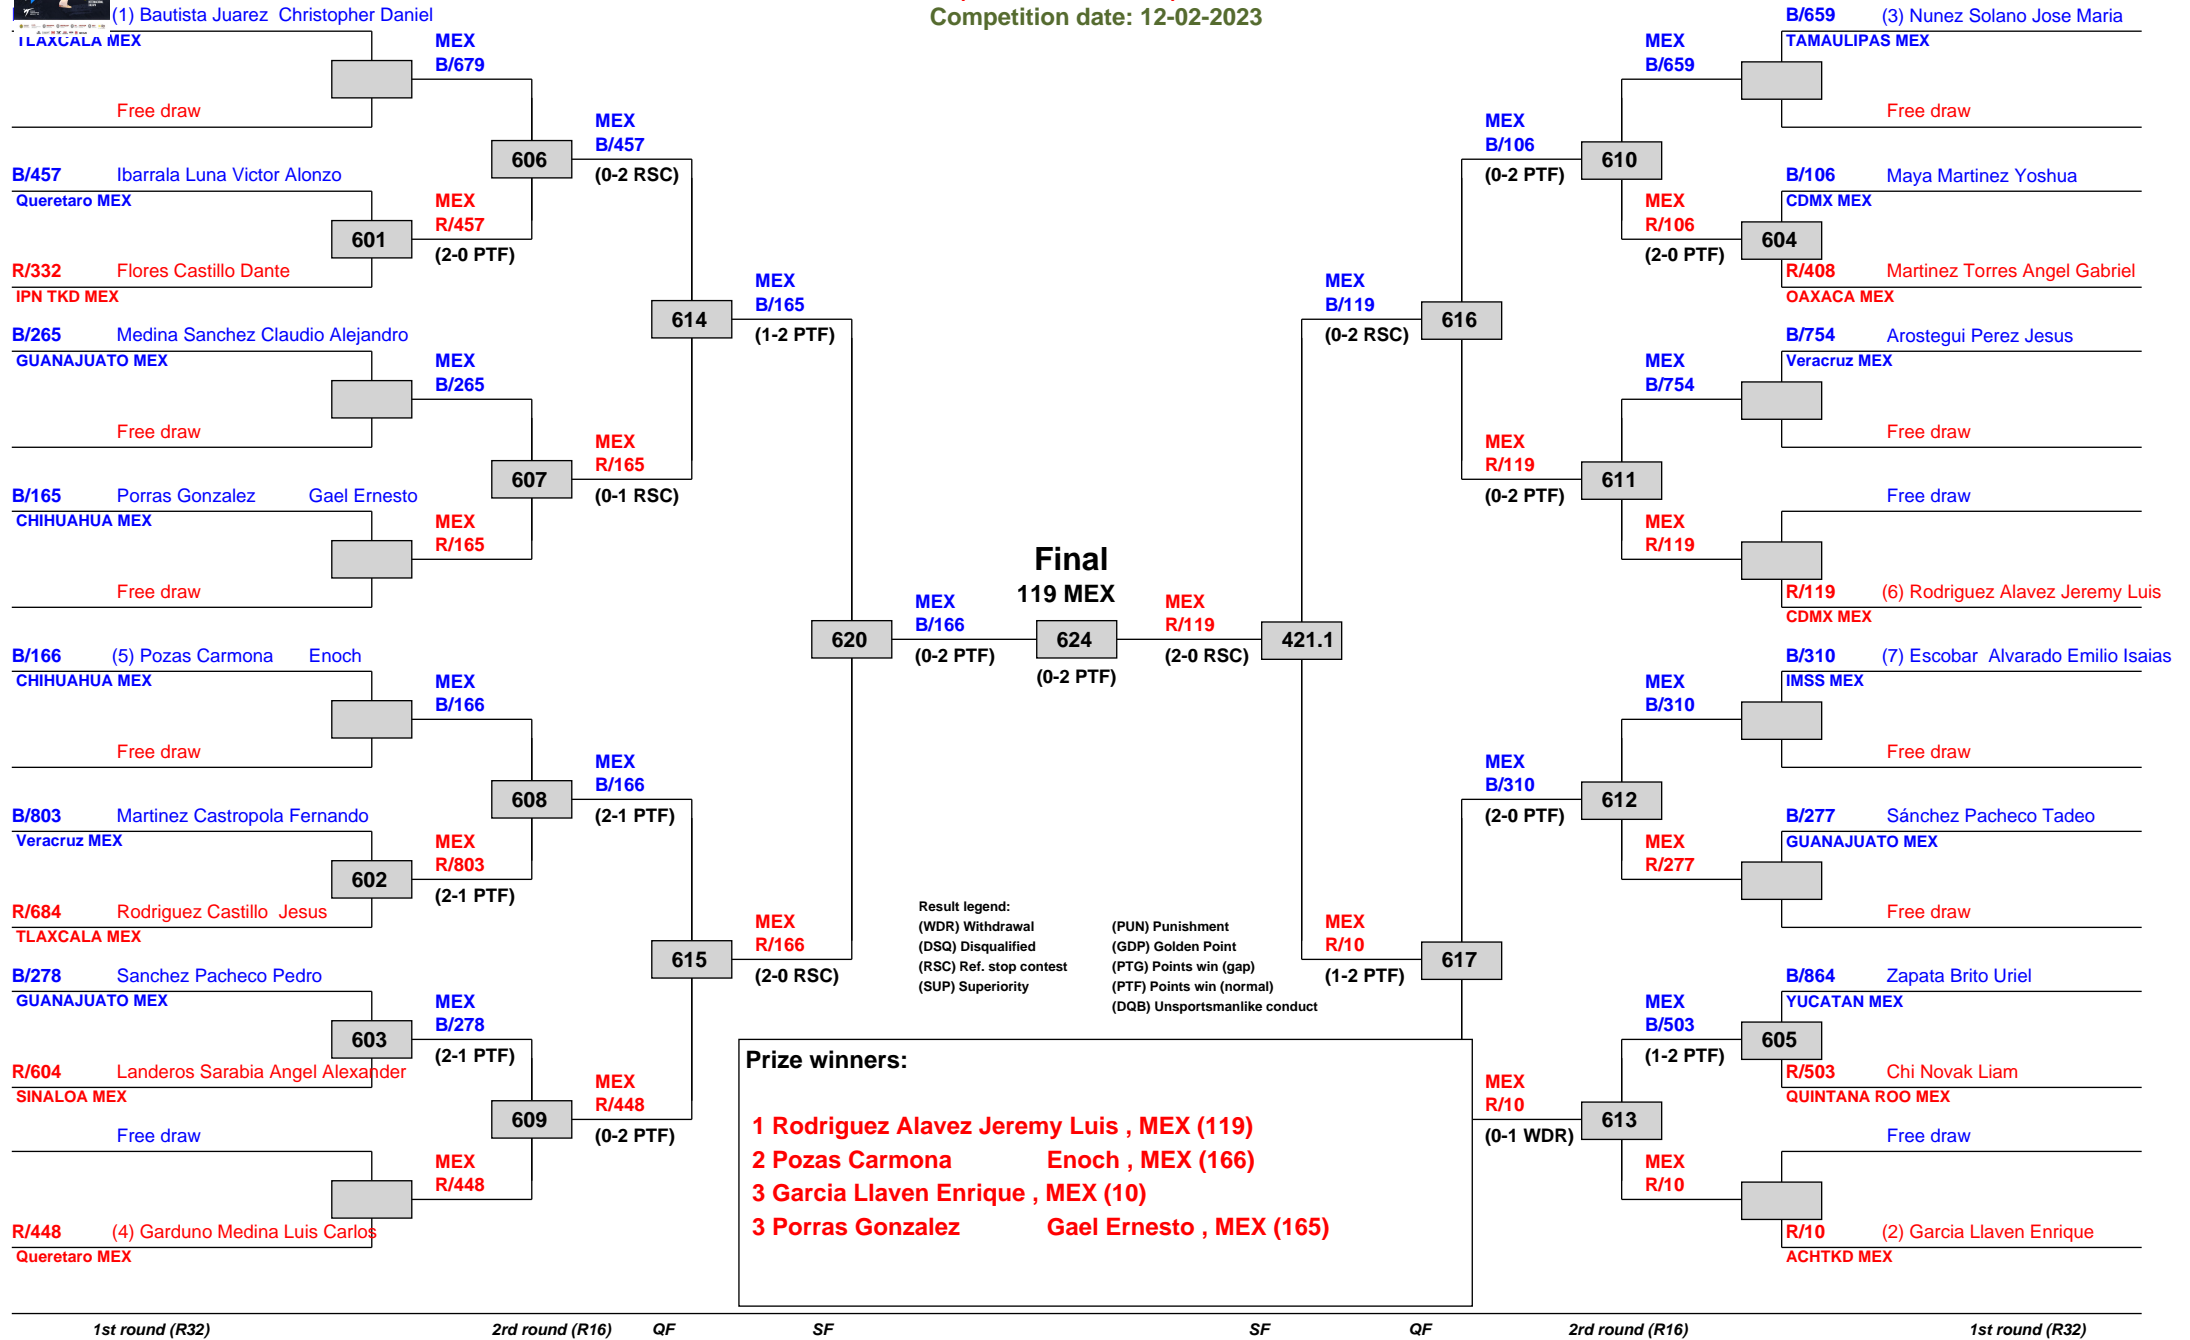 (1) Bautista Juarez Christopher Daniel
TLAXCALA MEX
Free draw
B/457 Ibarrala Luna Victor Alonzo
Queretaro MEX
R/332 Flores Castillo Dante
IPN TKD MEX
B/265 Medina Sanchez Claudio Alejandro
GUANAJUATO MEX
Free draw
B/165 Porras Gonzalez Gael Ernesto
CHIHUAHUA MEX
Free draw
B/166 (5) Pozas Carmona Enoch
CHIHUAHUA MEX
Free draw
B/803 Martinez Castropola Fernando
Veracruz MEX
R/684 Rodriguez Castillo Jesus
TLAXCALA MEX
B/278 Sanchez Pacheco Pedro
GUANAJUATO MEX
R/604 Landeros Sarabia Angel Alexander
SINALOA MEX
Free draw
R/448 (4) Garduno Medina Luis Carlos
Queretaro MEX
601
602
603
MEX
B/679
MEX
R/457
(2-0 PTF)
MEX
B/265
MEX
R/165
MEX
B/166
MEX
R/803
(2-1 PTF)
MEX
B/278
(2-1 PTF)
MEX
R/448
606
607
608
609
MEX
B/457
(0-2 RSC)
MEX
R/165
(0-1 RSC)
MEX
B/166
(2-1 PTF)
MEX
R/448
(0-2 PTF)
614
615
MEX
B/165
(1-2 PTF)
MEX
R/166
(2-0 RSC)
620
MEX
B/166
(0-2 PTF)
Competition date: 12-02-2023
Final
119 MEX
624
(0-2 PTF)
MEX
R/119
(2-0 RSC)
421.1
MEX
B/119
(0-2 RSC)
MEX
R/10
(1-2 PTF)
616
617
MEX
B/106
(0-2 PTF)
MEX
R/119
(0-2 PTF)
MEX
B/310
(2-0 PTF)
MEX
R/10
(0-1 WDR)
610
611
612
613
MEX
B/659
MEX
R/106
(2-0 PTF)
MEX
B/754
MEX
R/119
MEX
B/310
MEX
R/277
MEX
B/503
(1-2 PTF)
MEX
R/10
604
605
B/659 (3) Nunez Solano Jose Maria
TAMAULIPAS MEX
Free draw
B/106 Maya Martinez Yoshua
CDMX MEX
R/408 Martinez Torres Angel Gabriel
OAXACA MEX
B/754 Arostegui Perez Jesus
Veracruz MEX
Free draw
Free draw
R/119 (6) Rodriguez Alavez Jeremy Luis
CDMX MEX
B/310 (7) Escobar Alvarado Emilio Isaias
IMSS MEX
Free draw
B/277 Sánchez Pacheco Tadeo
GUANAJUATO MEX
Free draw
B/864 Zapata Brito Uriel
YUCATAN MEX
R/503 Chi Novak Liam
QUINTANA ROO MEX
Free draw
R/10 (2) Garcia Llaven Enrique
ACHTKD MEX
Result legend:
(WDR) Withdrawal (PUN) Punishment
(DSQ) Disqualified (GDP) Golden Point
(RSC) Ref. stop contest (PTG) Points win (gap)
(SUP) Superiority (PTF) Points win (normal)
(DQB) Unsportsmanlike conduct
Prize winners:
1 Rodriguez Alavez Jeremy Luis , MEX (119)
2 Pozas Carmona Enoch , MEX (166)
3 Garcia Llaven Enrique , MEX (10)
3 Porras Gonzalez Gael Ernesto , MEX (165)
1st round (R32) 2rd round (R16) QF SF SF QF 2rd round (R16) 1st round (R32)